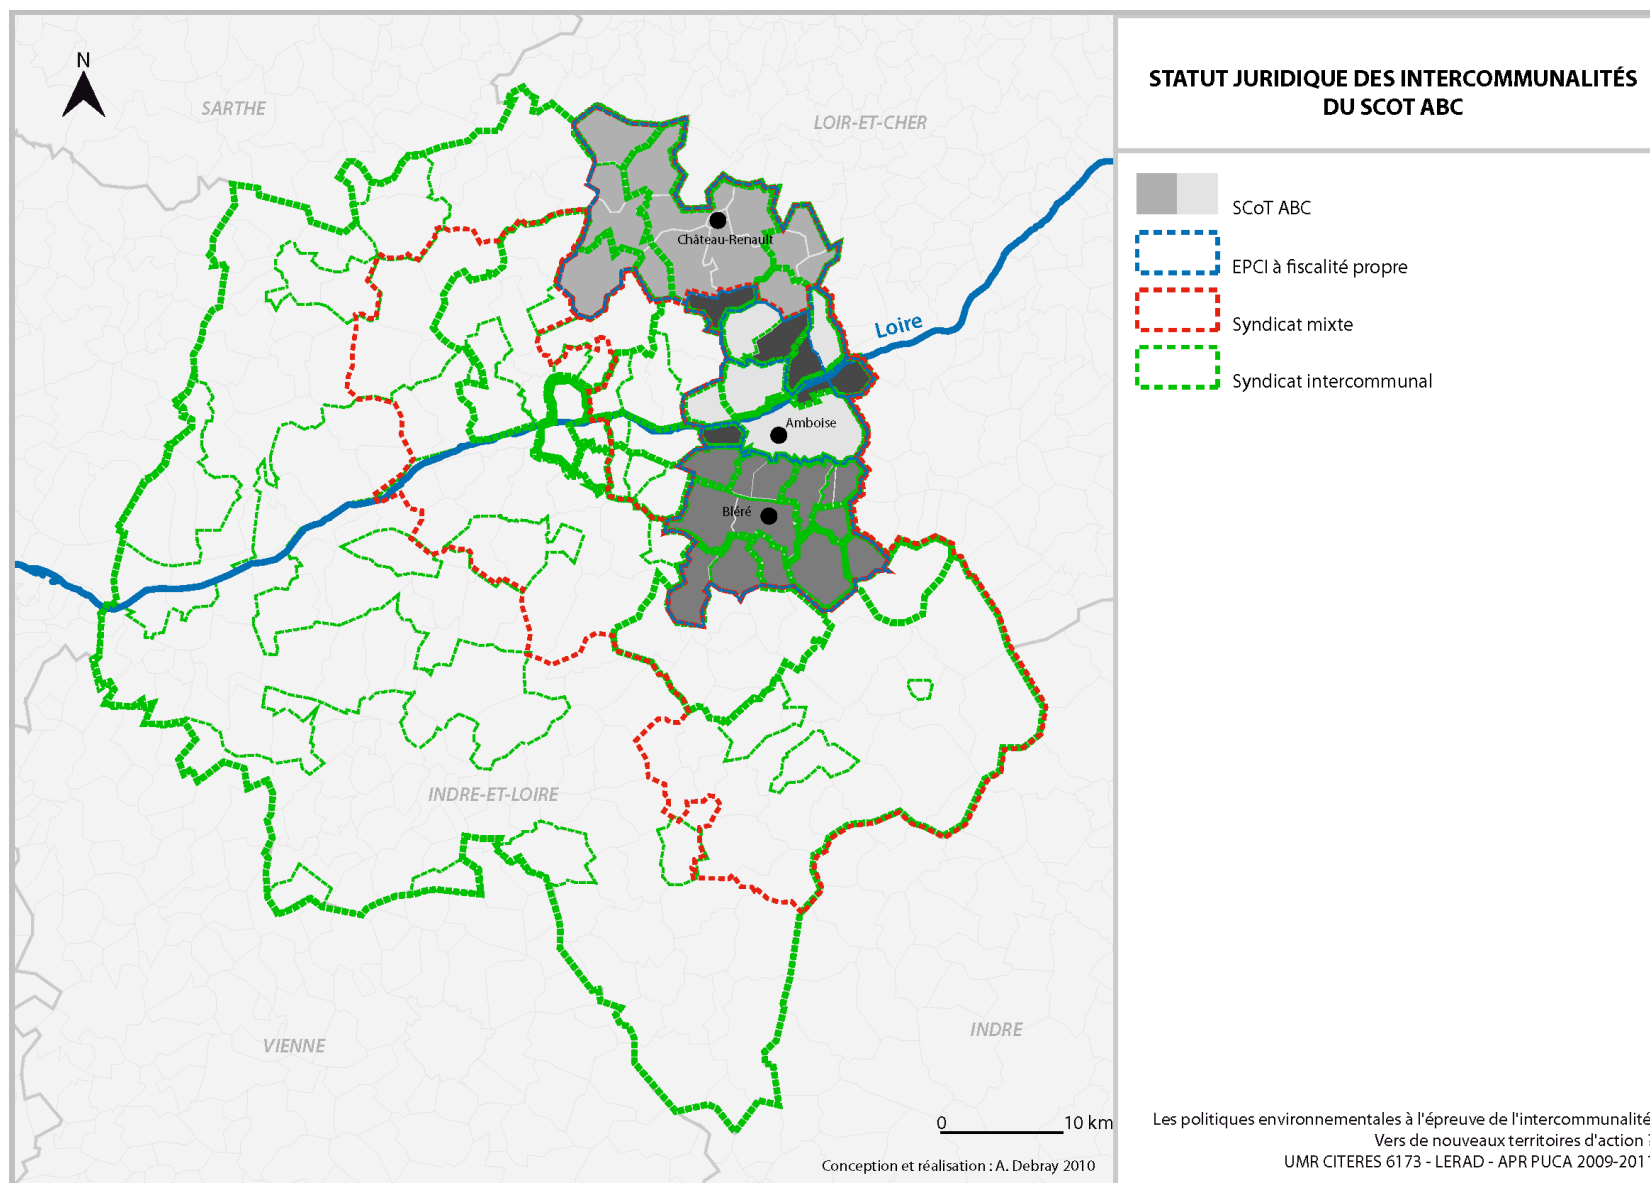 STATUT JURIDIQUE DES INTERCOMMUNALITÉS
DU SCOT ABC
N
SARTHE
LOIR-ET-CHER
Château-Renault
Loire
Amboise
Bléré
INDRE-ET-LOIRE
VIENNE
INDRE
0 10 km
Conception et réalisation : A. Debray 2010
SCoT ABC
EPCI à fiscalité propre
Syndicat mixte
Syndicat intercommunal
Les politiques environnementales à l'épreuve de l'intercommunalité
Vers de nouveaux territoires d'action ?
UMR CITERES 6173 - LERAD - APR PUCA 2009-2011